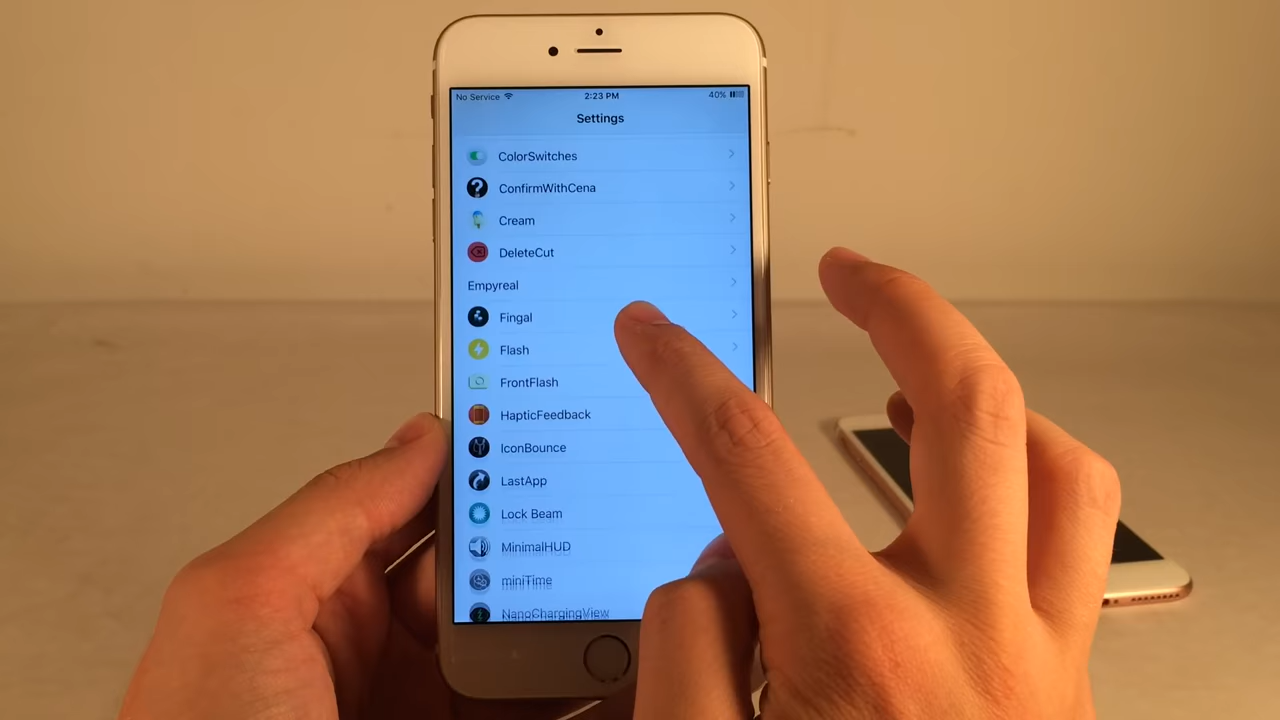 No Service 2:23 PM 40%
Settings
ColorSwitches
ConfirmWithCena
Cream
DeleteCut
Empyreal
Fingal
Flash
FrontFlash
HapticFeedback
IconBounce
LastApp
Lock Beam
MinimalHUD
miniTime
NanoChargingView